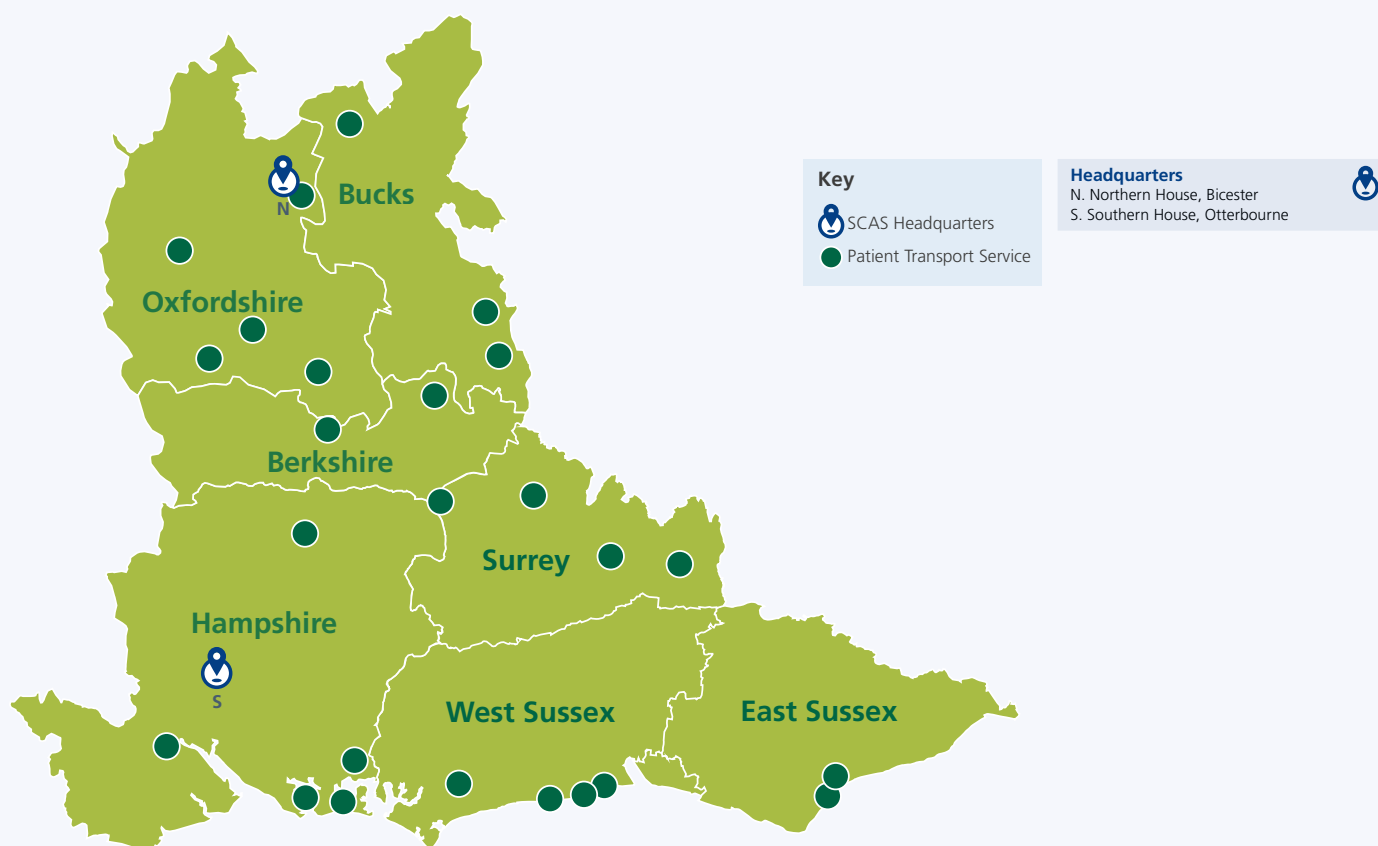 Bucks
N
Oxfordshire
Berkshire
Surrey
Hampshire
S
West Sussex
East Sussex
Key
SCAS Headquarters
Patient Transport Service
Headquarters
N. Northern House, Bicester
S. Southern House, Otterbourne